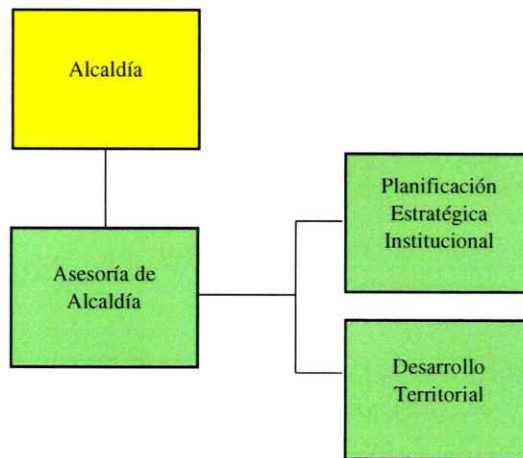 Alcaldía
Planificación
Estratégica
Institucional
Asesoría de
Alcaldía
Desarrollo
Territorial